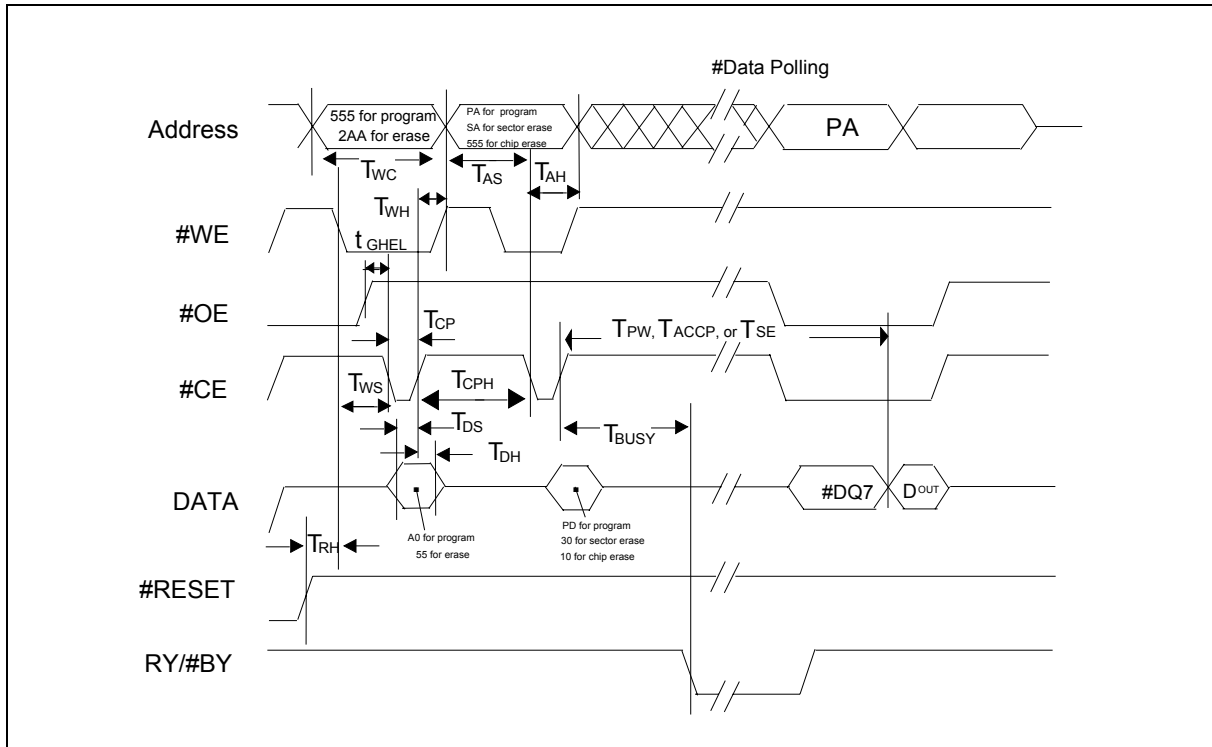 #Data Polling
Address
555 for program
2AA for erase
PA for program
SA for sector erase
555 for chip erase
PA
TWC
TAS
TAH
TWH
#WE
t GHEL
#OE
TCP
TPW, TACCP, or TSE
#CE
TWS
TCPH
TDS
TBUSY
TDH
DATA
#DQ7
DOUT
A0 for program
55 for erase
PD for program
30 for sector erase
10 for chip erase
TRH
#RESET
RY/#BY